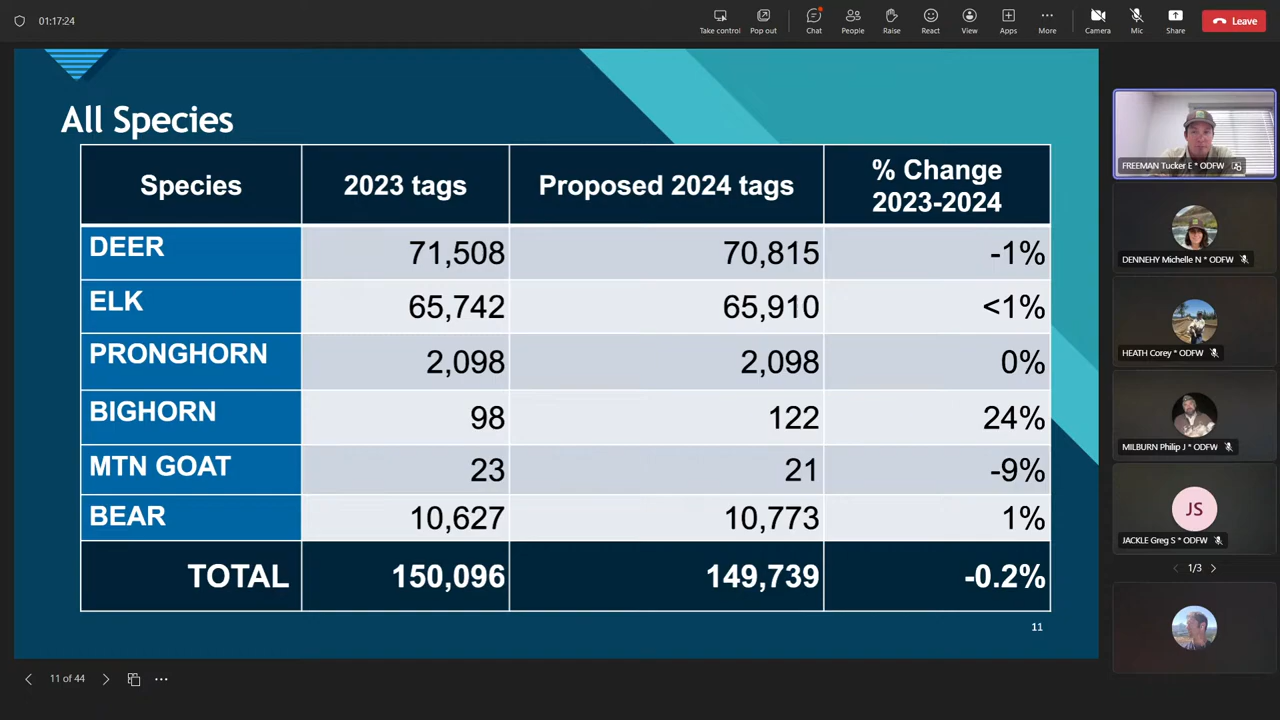 01:17:24
Take control
Pop out
Chat
People
Raise
React
View
Apps
More
Camera
Mic
Share
Leave
All Species
Species 2023 tags Proposed 2024 tags % Change
2023-2024
DEER 71,508 70,815 -1%
ELK 65,742 65,910 <1%
PRONGHORN 2,098 2,098 0%
BIGHORN 98 122 24%
MTN GOAT 23 21 -9%
BEAR 10,627 10,773 1%
TOTAL 150,096 149,739 -0.2%
11
11 of 44
FREEMAN Tucker E * ODFW
DENNEHY Michelle N * ODFW
HEATH Corey * ODFW
MILBURN Philip J * ODFW
JS
JACKLE Greg S * ODFW
1/3